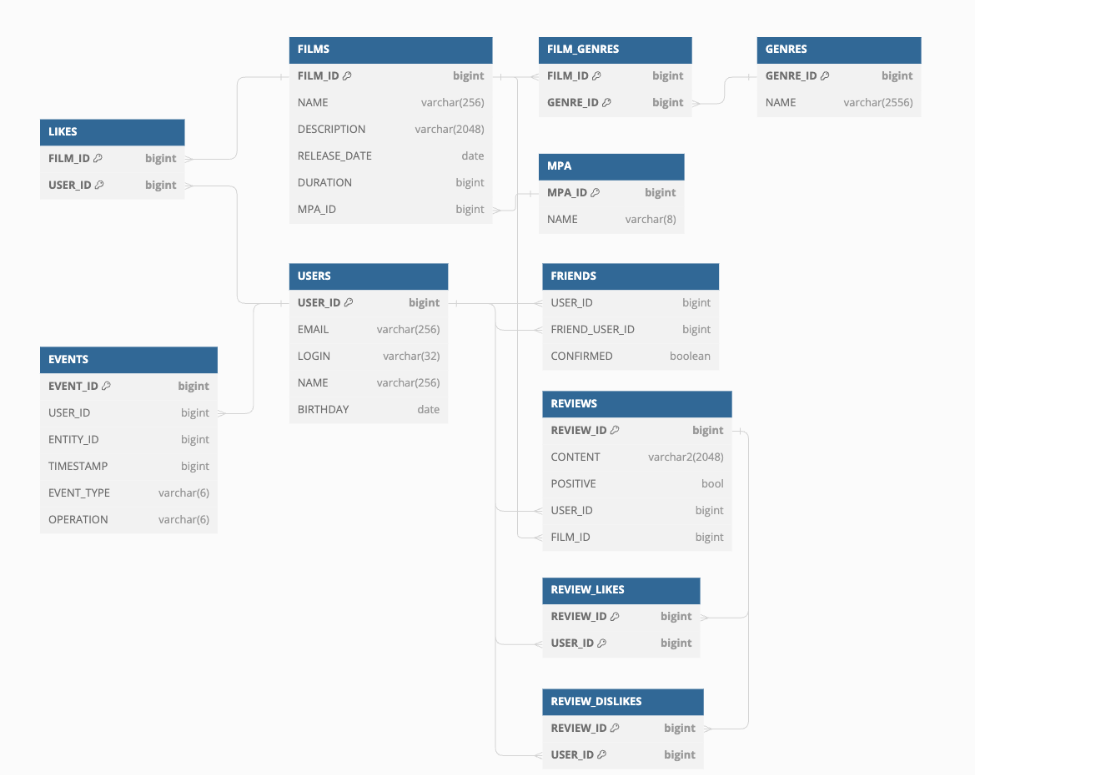 FILMS
FILM_ID bigint
NAME varchar(256)
DESCRIPTION varchar(2048)
RELEASE_DATE date
DURATION bigint
MPA_ID bigint
FILM_GENRES
FILM_ID bigint
GENRE_ID bigint
GENRES
GENRE_ID bigint
NAME varchar(2556)
LIKES
FILM_ID bigint
USER_ID bigint
MPA
MPA_ID bigint
NAME varchar(8)
USERS
USER_ID bigint
EMAIL varchar(256)
LOGIN varchar(32)
NAME varchar(256)
BIRTHDAY date
FRIENDS
USER_ID bigint
FRIEND_USER_ID bigint
CONFIRMED boolean
EVENTS
EVENT_ID bigint
USER_ID bigint
ENTITY_ID bigint
TIMESTAMP bigint
EVENT_TYPE varchar(6)
OPERATION varchar(6)
REVIEWS
REVIEW_ID bigint
CONTENT varchar2(2048)
POSITIVE bool
USER_ID bigint
FILM_ID bigint
REVIEW_LIKES
REVIEW_ID bigint
USER_ID bigint
REVIEW_DISLIKES
REVIEW_ID bigint
USER_ID bigint